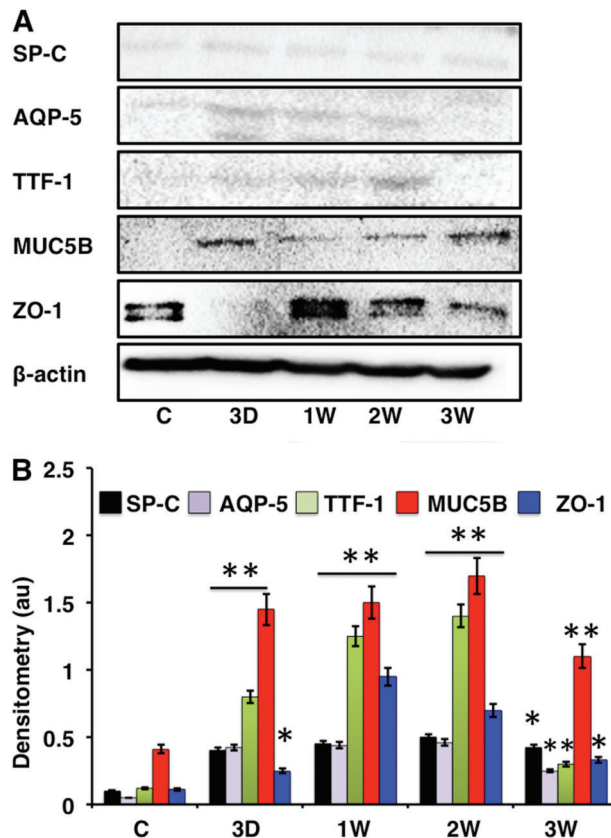 A
SP-C
AQP-5
TTF-1
MUC5B
ZO-1
β-actin
C 3D 1W 2W 3W
B
2.5
SP-C AQP-5 TTF-1 MUC5B ZO-1
2
** ** **
1.5
**
1
Densitometry (au)
* * ** *
0.5
0
C 3D 1W 2W 3W